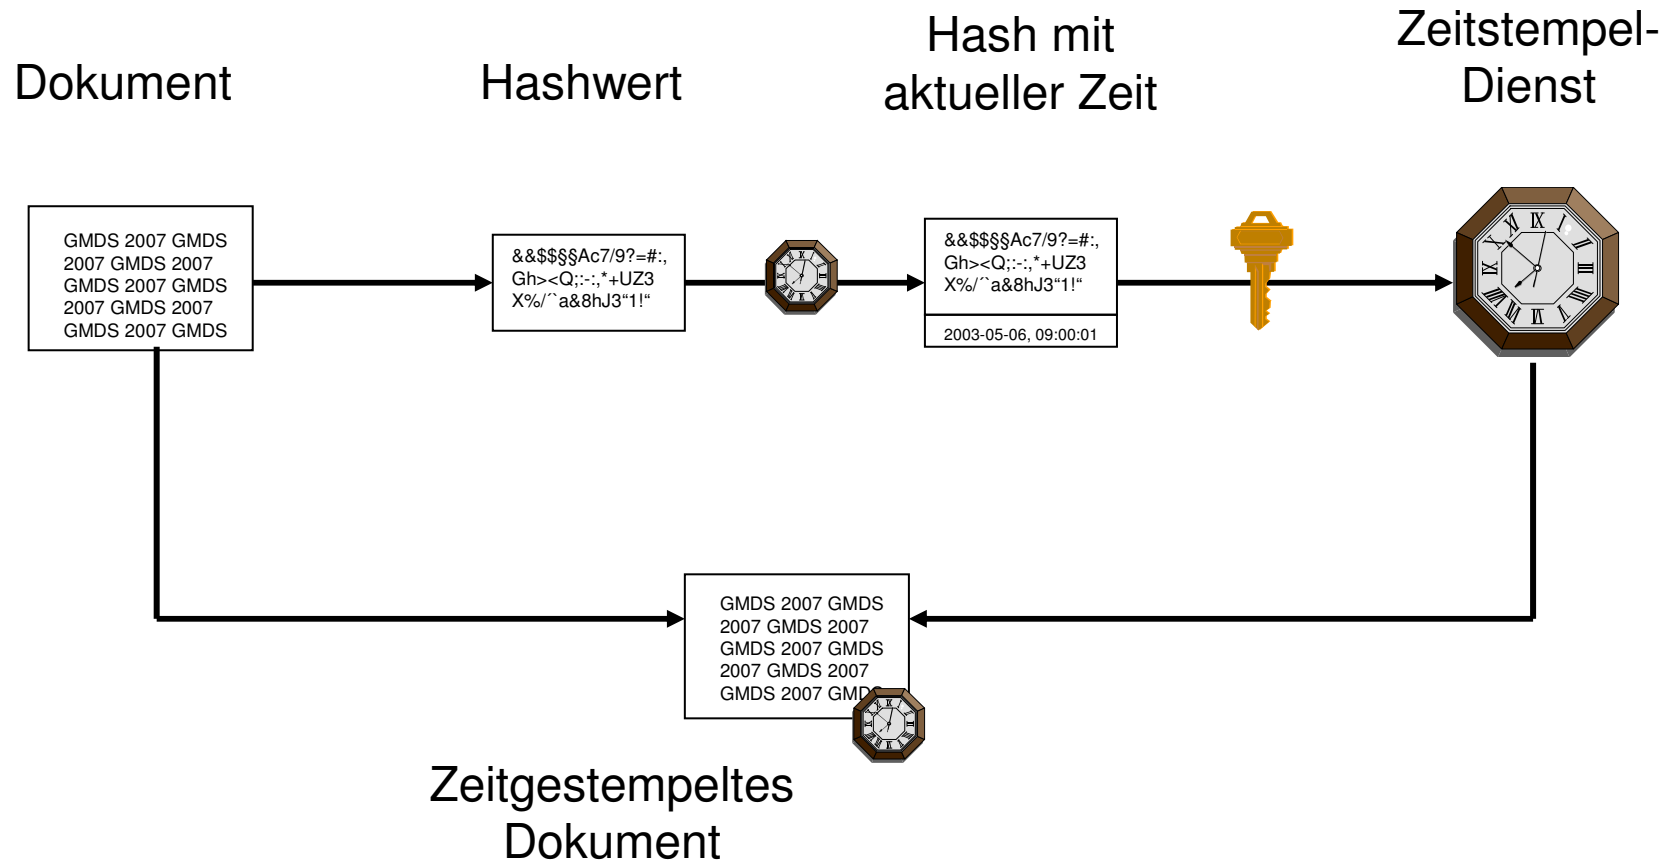 Dokument
Hashwert
Hash mit
aktueller Zeit
Zeitstempel-
Dienst
GMDS 2007 GMDS
2007 GMDS 2007
GMDS 2007 GMDS
2007 GMDS 2007
GMDS 2007 GMDS
&&$$§§Ac7/9?=#:,
Gh><Q;:-:,*+UZ3
X%/´`a&8hJ3“1!“
&&$$§§Ac7/9?=#:,
Gh><Q;:-:,*+UZ3
X%/´`a&8hJ3“1!“
2003-05-06, 09:00:01
GMDS 2007 GMDS
2007 GMDS 2007
GMDS 2007 GMDS
2007 GMDS 2007
GMDS 2007 GMDS
Zeitgestempeltes
Dokument